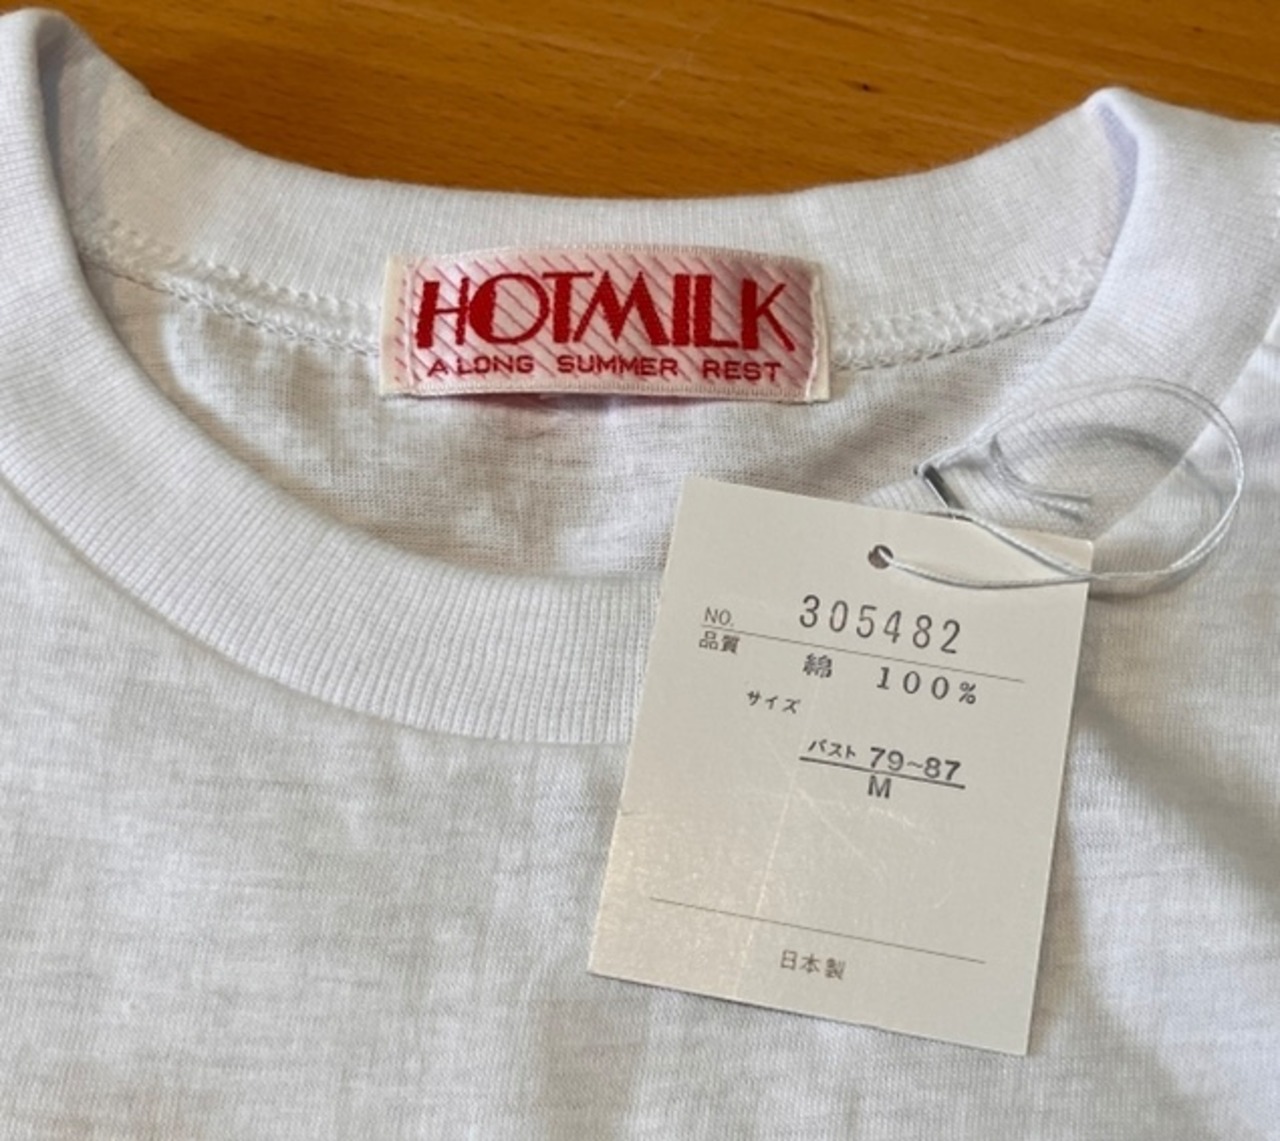 HOTMILK
A LONG SUMMER REST
NO. 305482
品質 綿 100%
サイズ
バスト 79~87
M
日本製